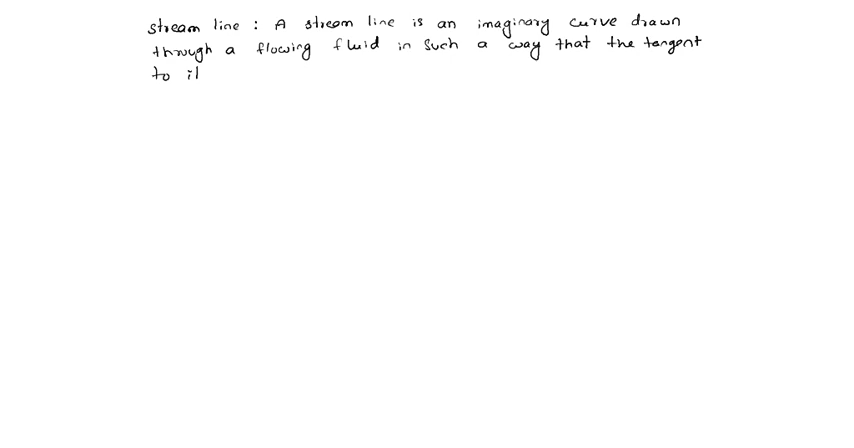 stream line : A stream line is an imaginary curve drawn
through a flowing fluid in such a way that the tangent
to it